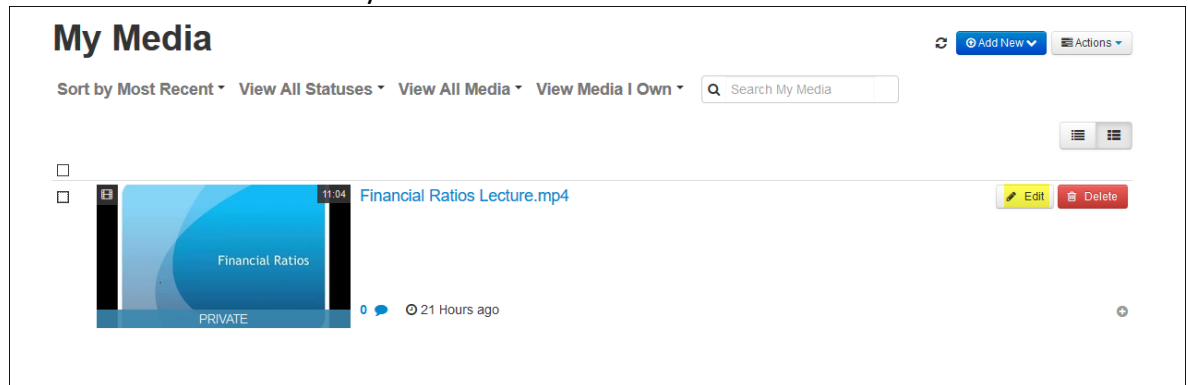 My Media
Add New
Actions
Sort by Most Recent View All Statuses View All Media View Media I Own Search My Media
11:04
Financial Ratios Lecture.mp4
Edit
Delete
Financial Ratios
PRIVATE
0
21 Hours ago